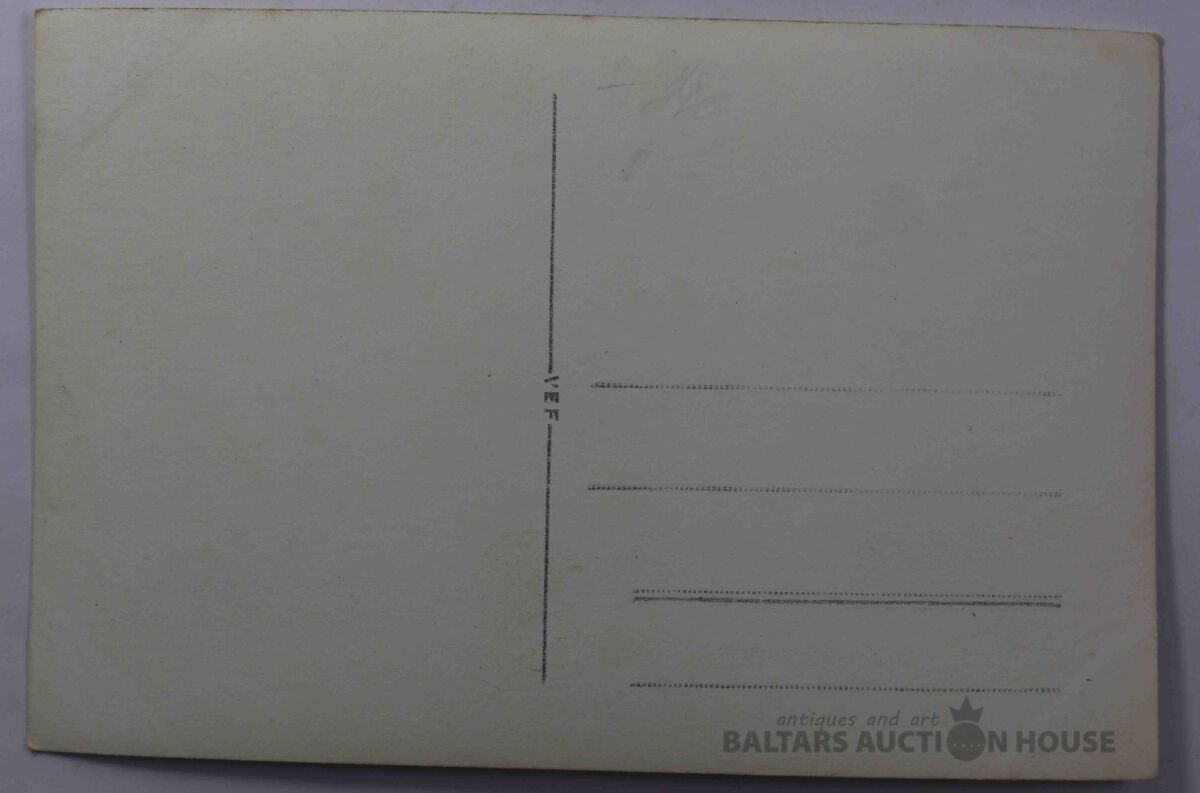 VEF
antiques and art
BALTARS AUCTION HOUSE